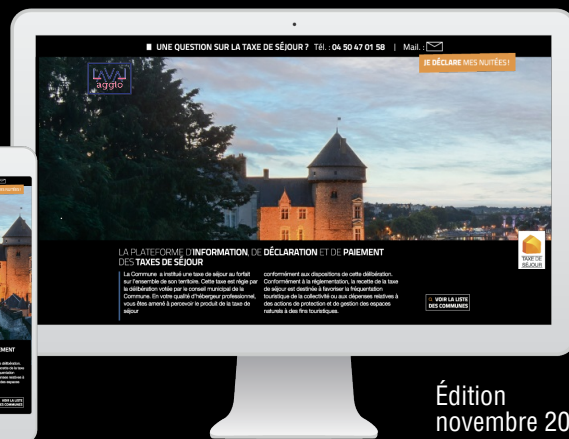 UNE QUESTION SUR LA TAXE DE SÉJOUR ? Tél. : 04 50 47 01 58 | Mail. :
JE DÉCLARE MES NUITÉES !
LAVAL
agglo
LA PLATEFORME D'INFORMATION, DE DÉCLARATION ET DE PAIEMENT
DES TAXES DE SÉJOUR
La Commune a institué une taxe de séjour au forfait
sur l'ensemble de son territoire. Cette taxe est régie par
la délibération votée par le conseil municipal de la
Commune. En votre qualité d'hébergeur professionnel,
vous êtes amené à percevoir le produit de la taxe de
séjour
conformément aux dispositions de cette délibération.
Conformément à la réglementation, la recette de la taxe
de séjour est destinée à favoriser la fréquentation
touristique de la collectivité ou aux dépenses relatives à
des actions de protection et de gestion des espaces
naturels à des fins touristiques.
TAXE DE
SÉJOUR
VOIR LA LISTE
DES COMMUNES
VOIR LA LISTE
DES COMMUNES
Édition
novembre 20